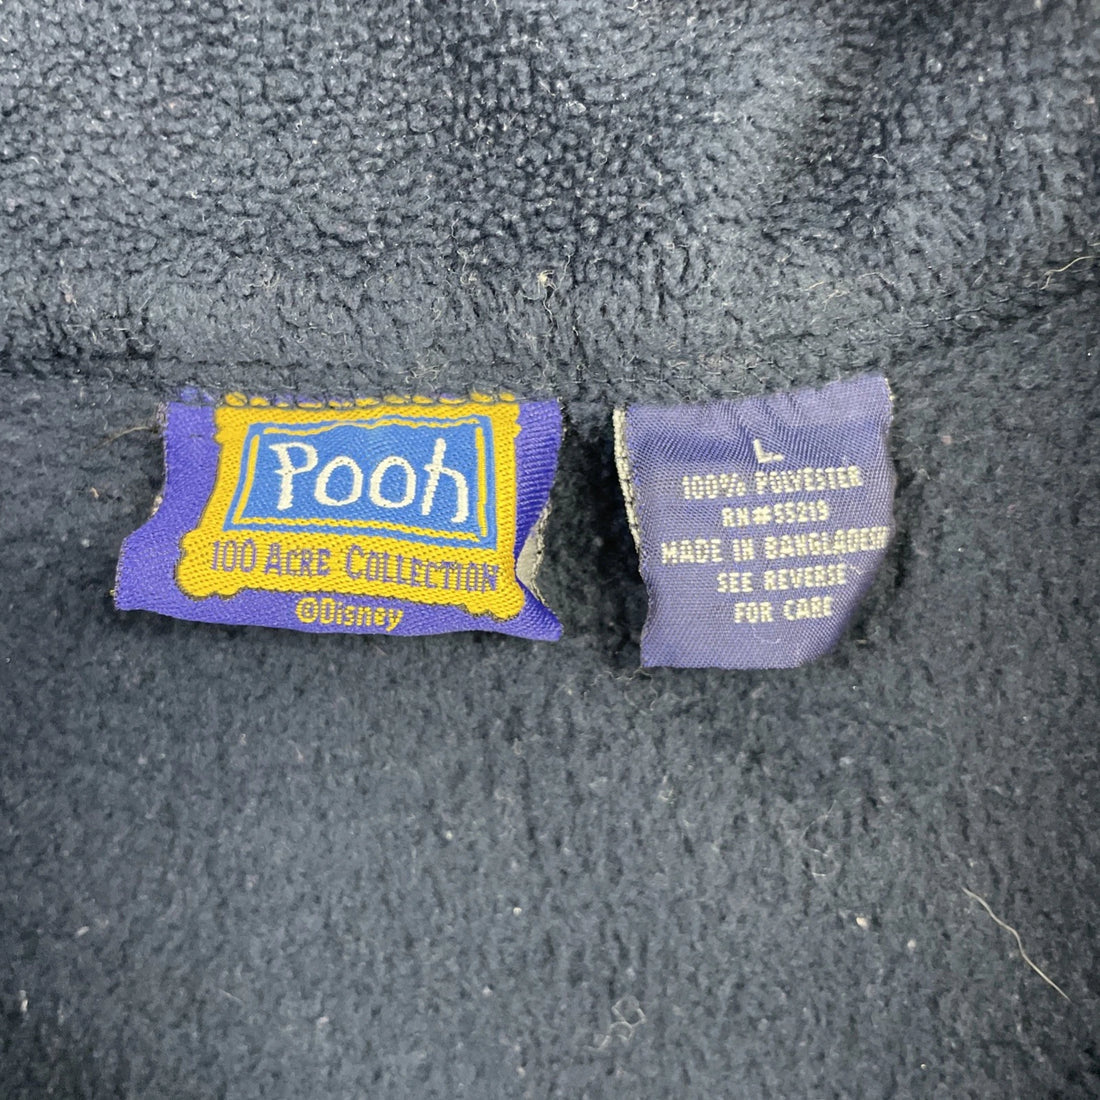 Pooh
100 ACRE COLLECTION
©Disney
L
100% POLYESTER
RN#55219
MADE IN BANGLADESH
SEE REVERSE
FOR CARE